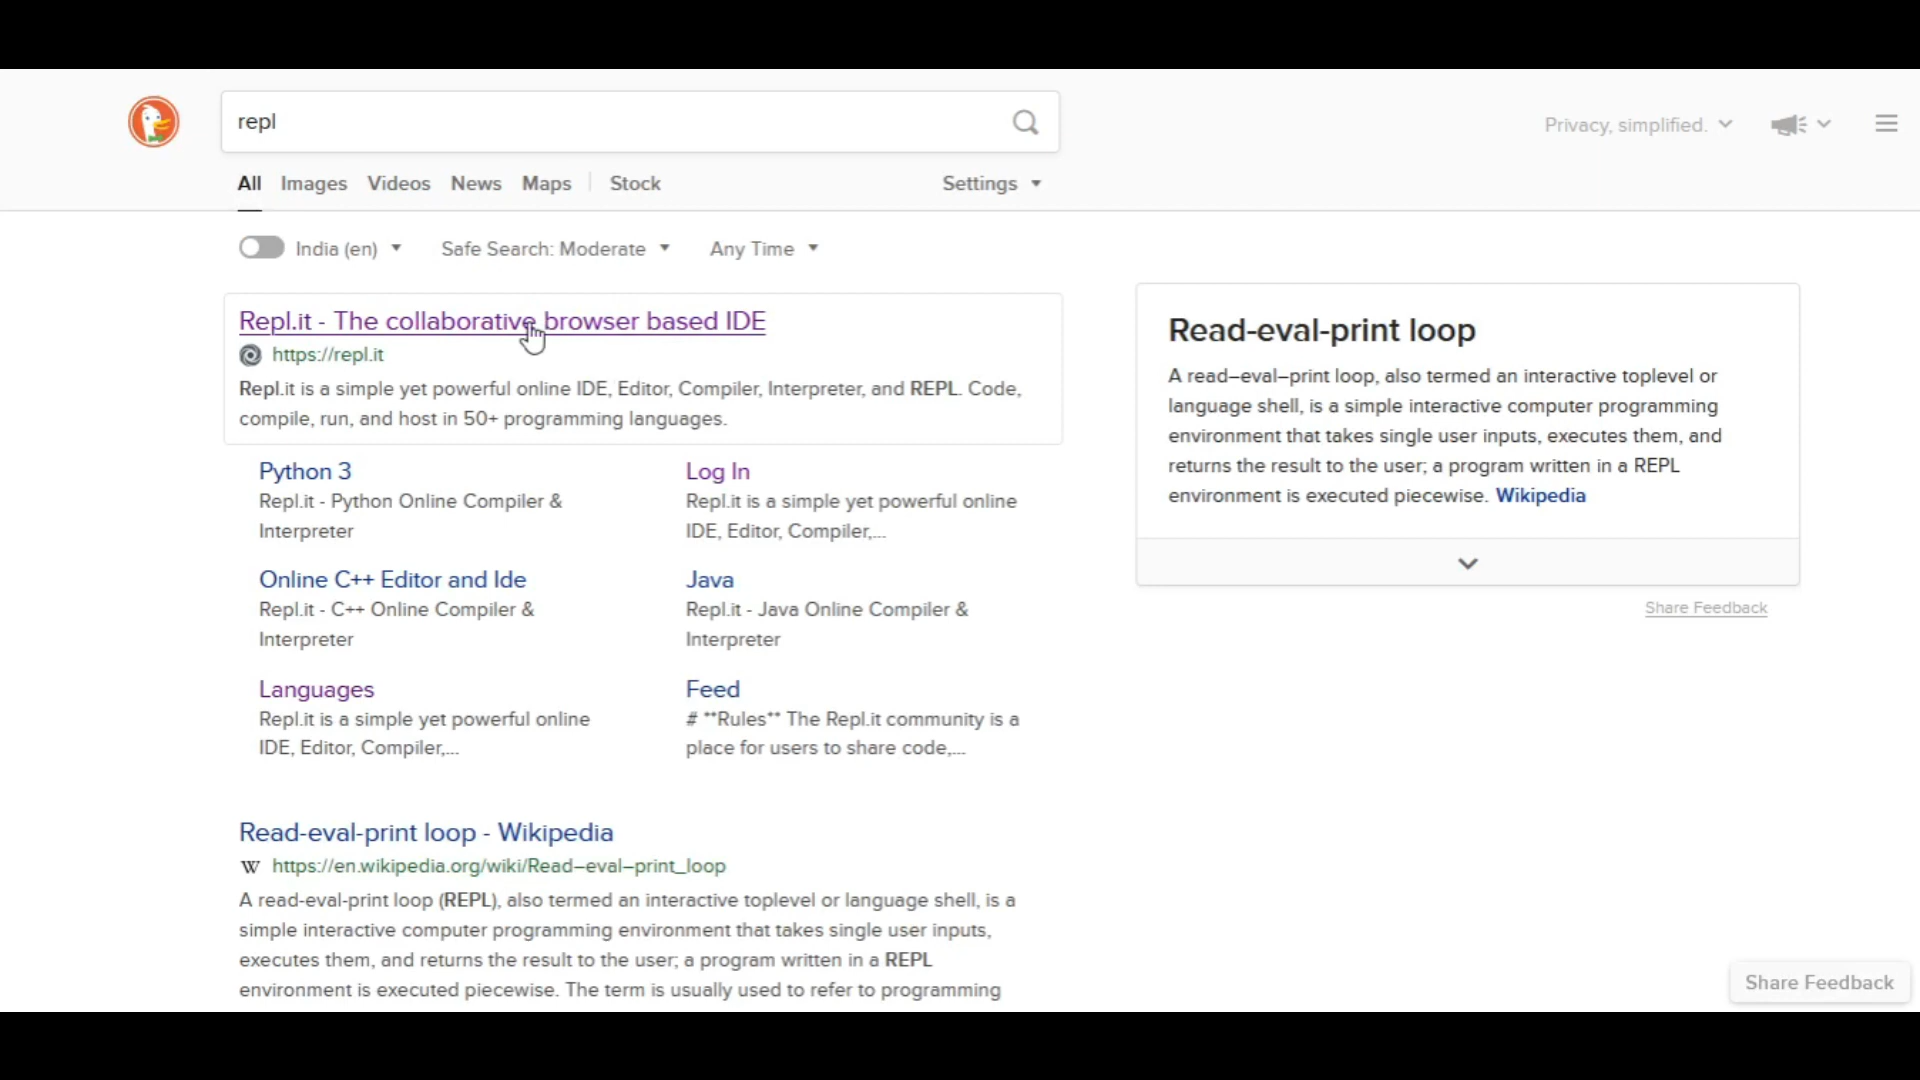 repl
Privacy, simplified.
All Images Videos News Maps Stock Settings
India (en) Safe Search: Moderate Any Time
Repl.it - The collaborative browser based IDE
https://repl.it
Repl.it is a simple yet powerful online IDE, Editor, Compiler, Interpreter, and REPL. Code,
compile, run, and host in 50+ programming languages.
Python 3
Repl.it - Python Online Compiler &
Interpreter
Log In
Repl.it is a simple yet powerful online
IDE, Editor, Compiler,...
Online C++ Editor and Ide
Repl.it - C++ Online Compiler &
Interpreter
Java
Repl.it - Java Online Compiler &
Interpreter
Languages
Repl.it is a simple yet powerful online
IDE, Editor, Compiler,...
Feed
# **Rules** The Repl.it community is a
place for users to share code,...
Read-eval-print loop - Wikipedia
W https://en.wikipedia.org/wiki/Read–eval–print_loop
A read-eval-print loop (REPL), also termed an interactive toplevel or language shell, is a
simple interactive computer programming environment that takes single user inputs,
executes them, and returns the result to the user; a program written in a REPL
environment is executed piecewise. The term is usually used to refer to programming
Read-eval-print loop
A read–eval–print loop, also termed an interactive toplevel or
language shell, is a simple interactive computer programming
environment that takes single user inputs, executes them, and
returns the result to the user; a program written in a REPL
environment is executed piecewise. Wikipedia
Share Feedback
Share Feedback